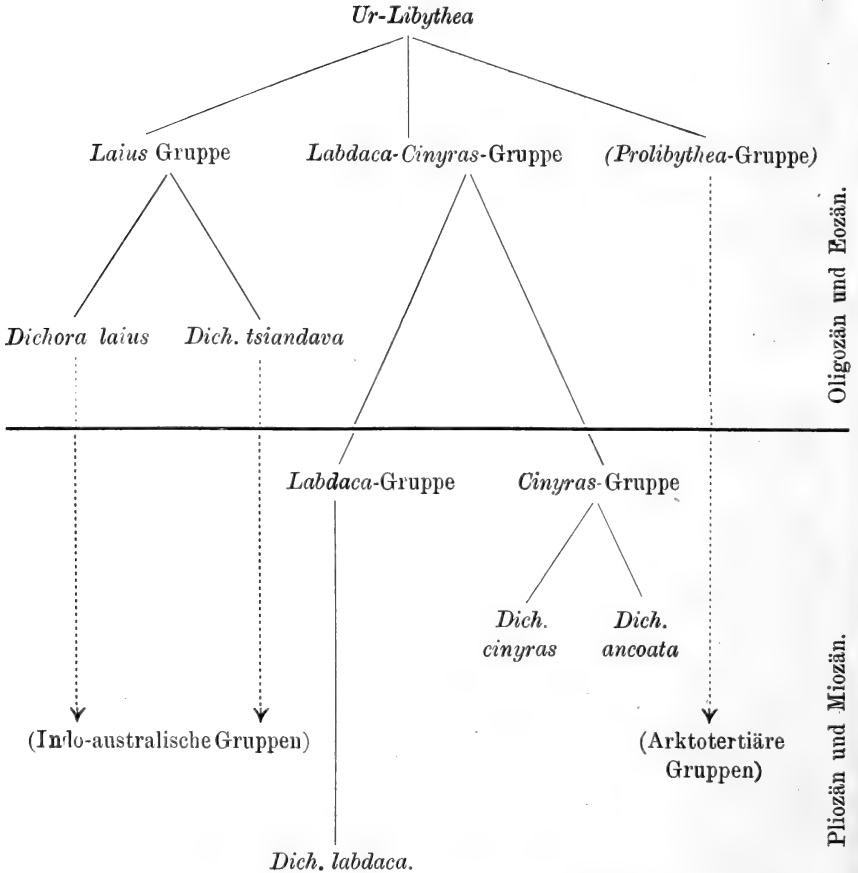 Ur-Libythea
Laius Gruppe
Labdaca-Cinyras-Gruppe
(Prolibythea-Gruppe)
Oligozän und Eozän.
Dichora laius
Dich. tsiandava
Labdaca-Gruppe
Cinyras-Gruppe
Dich.
cinyras
Dich.
ancoata
Pliozän und Miozän.
(Indo-australische Gruppen)
(Arktotertiäre
Gruppen)
Dich. labdaca.